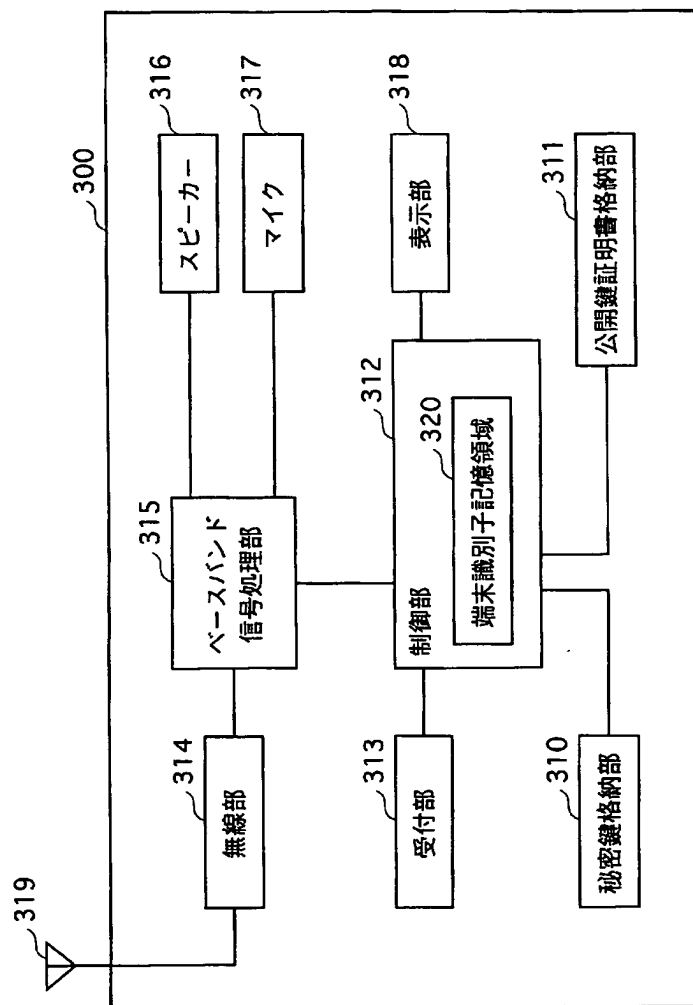 300
319
314
無線部
315
ベースバンド
信号処理部
316
スピーカー
317
マイク
313
受付部
312
制御部
320
端末識別子記憶領域
318
表示部
310
秘密鍵格納部
311
公開鍵証明書格納部